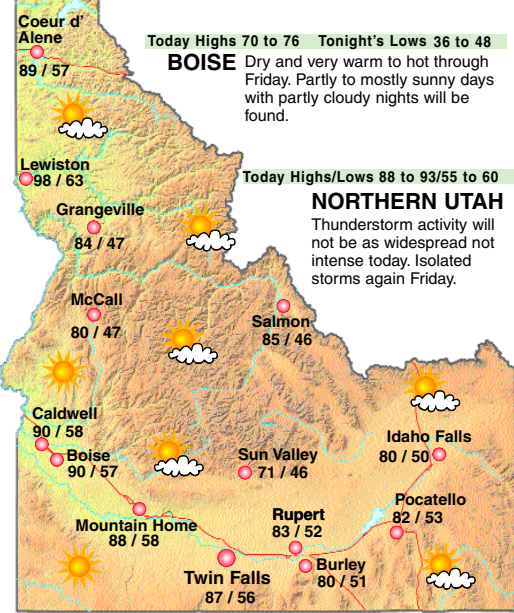 Coeur d'
Alene
89 / 57
Today Highs 70 to 76 Tonight's Lows 36 to 48
BOISE Dry and very warm to hot through
Friday. Partly to mostly sunny days
with partly cloudy nights will be
found.
Lewiston
98 / 63
Today Highs/Lows 88 to 93/55 to 60
NORTHERN UTAH
Thunderstorm activity will
not be as widespread not
intense today. Isolated
storms again Friday.
Grangeville
84 / 47
McCall
80 / 47
Salmon
85 / 46
Caldwell
90 / 58
Boise
90 / 57
Sun Valley
71 / 46
Idaho Falls
80 / 50
Mountain Home
88 / 58
Rupert
83 / 52
Pocatello
82 / 53
Twin Falls
87 / 56
Burley
80 / 51